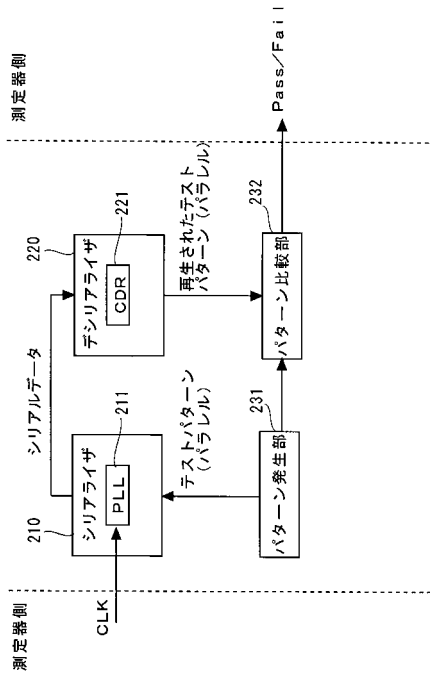 測定器側
測定器側
CLK
210
シリアライザ
PLL
211
シリアルデータ
220
デシリアライザ
CDR
221
テストパターン
(パラレル)
再生されたテスト
パターン(パラレル)
231
パターン発生部
232
パターン比較部
Pass/Fail